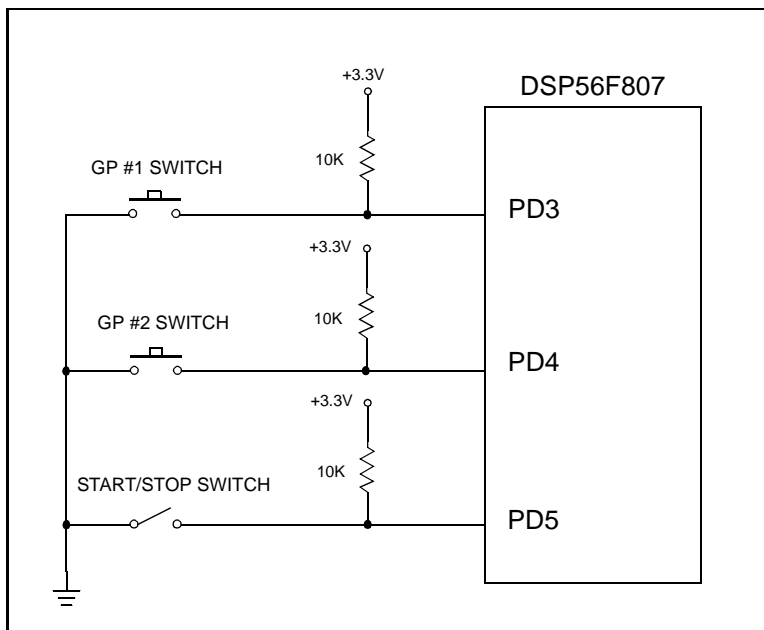 +3.3V
DSP56F807
10K
GP #1 SWITCH
PD3
+3.3V
10K
GP #2 SWITCH
PD4
+3.3V
10K
START/STOP SWITCH
PD5